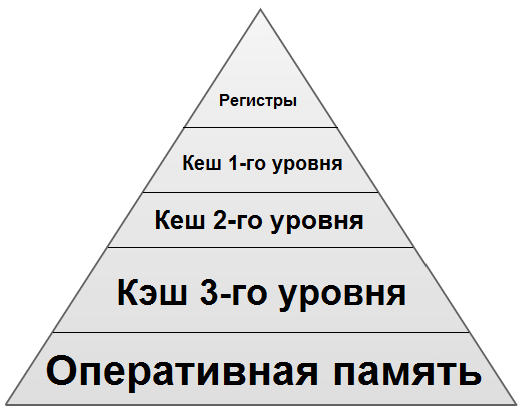 Регистры
Кеш 1-го уровня
Кеш 2-го уровня
Кэш 3-го уровня
Оперативная память